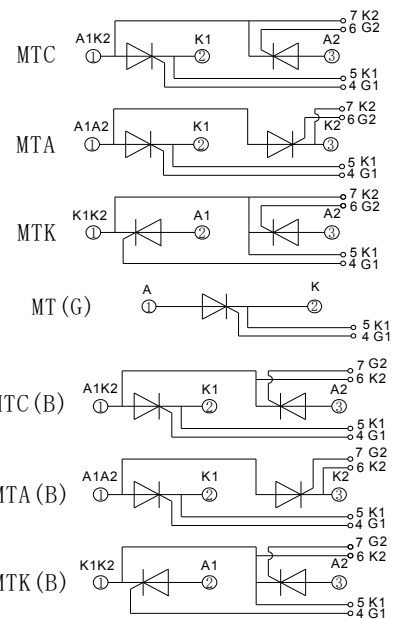 7 K2
MTC A1K2 K1 A2 6 G2
① ② ③
5 K1
4 G1
7 K2
MTA A1A2 K1 K2 6 G2
① ② ③
5 K1
4 G1
7 K2
MTK K1K2 A1 A2 6 G2
① ② ③
5 K1
4 G1
MT(G) A K
① ②
5 K1
4 G1
7 G2
MTC(B) A1K2 K1 A2 6 K2
① ② ③
5 K1
4 G1
7 G2
MTA(B) A1A2 K1 K2 6 K2
① ② ③
5 K1
4 G1
7 G2
MTK(B) K1K2 A1 A2 6 K2
① ② ③
5 K1
4 G1